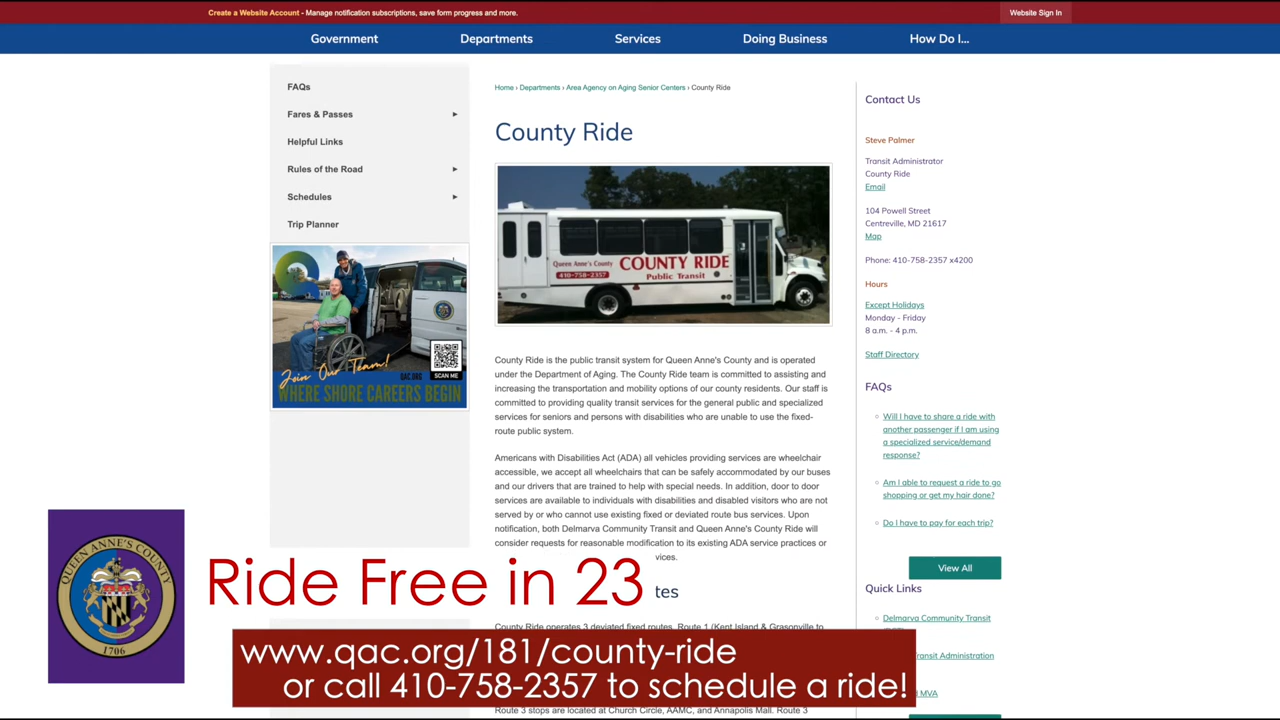 Create a Website Account - Manage notification subscriptions, save form progress and more.
Website Sign In
Government
Departments
Services
Doing Business
How Do I...
FAQs
Fares & Passes
Helpful Links
Rules of the Road
Schedules
Trip Planner
Join Our Team!
QAC.ORG
SCAN ME
WHERE SHORE CAREERS BEGIN
Home › Departments › Area Agency on Aging Senior Centers › County Ride
County Ride
Queen Anne's County
410-758-2357
COUNTY RIDE
Public Transit
County Ride is the public transit system for Queen Anne's County and is operated
under the Department of Aging. The County Ride team is committed to assisting and
increasing the transportation and mobility options of our county residents. Our staff is
committed to providing quality transit services for the general public and specialized
services for seniors and persons with disabilities who are unable to use the fixed-
route public system.
Americans with Disabilities Act (ADA) all vehicles providing services are wheelchair
accessible, we accept all wheelchairs that can be safely accommodated by our buses
and our drivers that are trained to help with special needs. In addition, door to door
services are available to individuals with disabilities and disabled visitors who are not
served by or who cannot use existing fixed or deviated route bus services. Upon
notification, both Delmarva Community Transit and Queen Anne's County Ride will
consider requests for reasonable modification to its existing ADA service practices or
vices.
tes
County Ride operates 3 deviated fixed routes. Route 1 (Kent Island & Grasonville to
Route 3 stops are located at Church Circle, AAMC, and Annapolis Mall. Route 3
Contact Us
Steve Palmer
Transit Administrator
County Ride
Email
104 Powell Street
Centreville, MD 21617
Map
Phone: 410-758-2357 x4200
Hours
Except Holidays
Monday - Friday
8 a.m. - 4 p.m.
Staff Directory
FAQs
Will I have to share a ride with
another passenger if I am using
a specialized service/demand
response?
Am I able to request a ride to go
shopping or get my hair done?
Do I have to pay for each trip?
View All
Quick Links
Delmarva Community Transit
ansit Administration
MVA
QUEEN ANNE'S COUNTY
1706
Ride Free in 23
www.qac.org/181/county-ride
or call 410-758-2357 to schedule a ride!